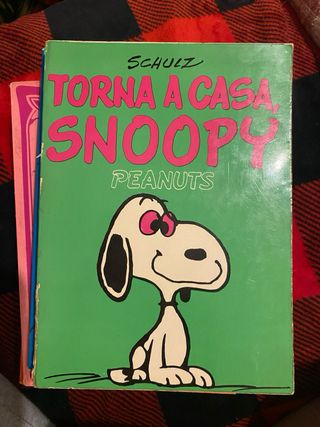 SCHULZ
TORNA A CASA,
SNOOPY
PEANUTS